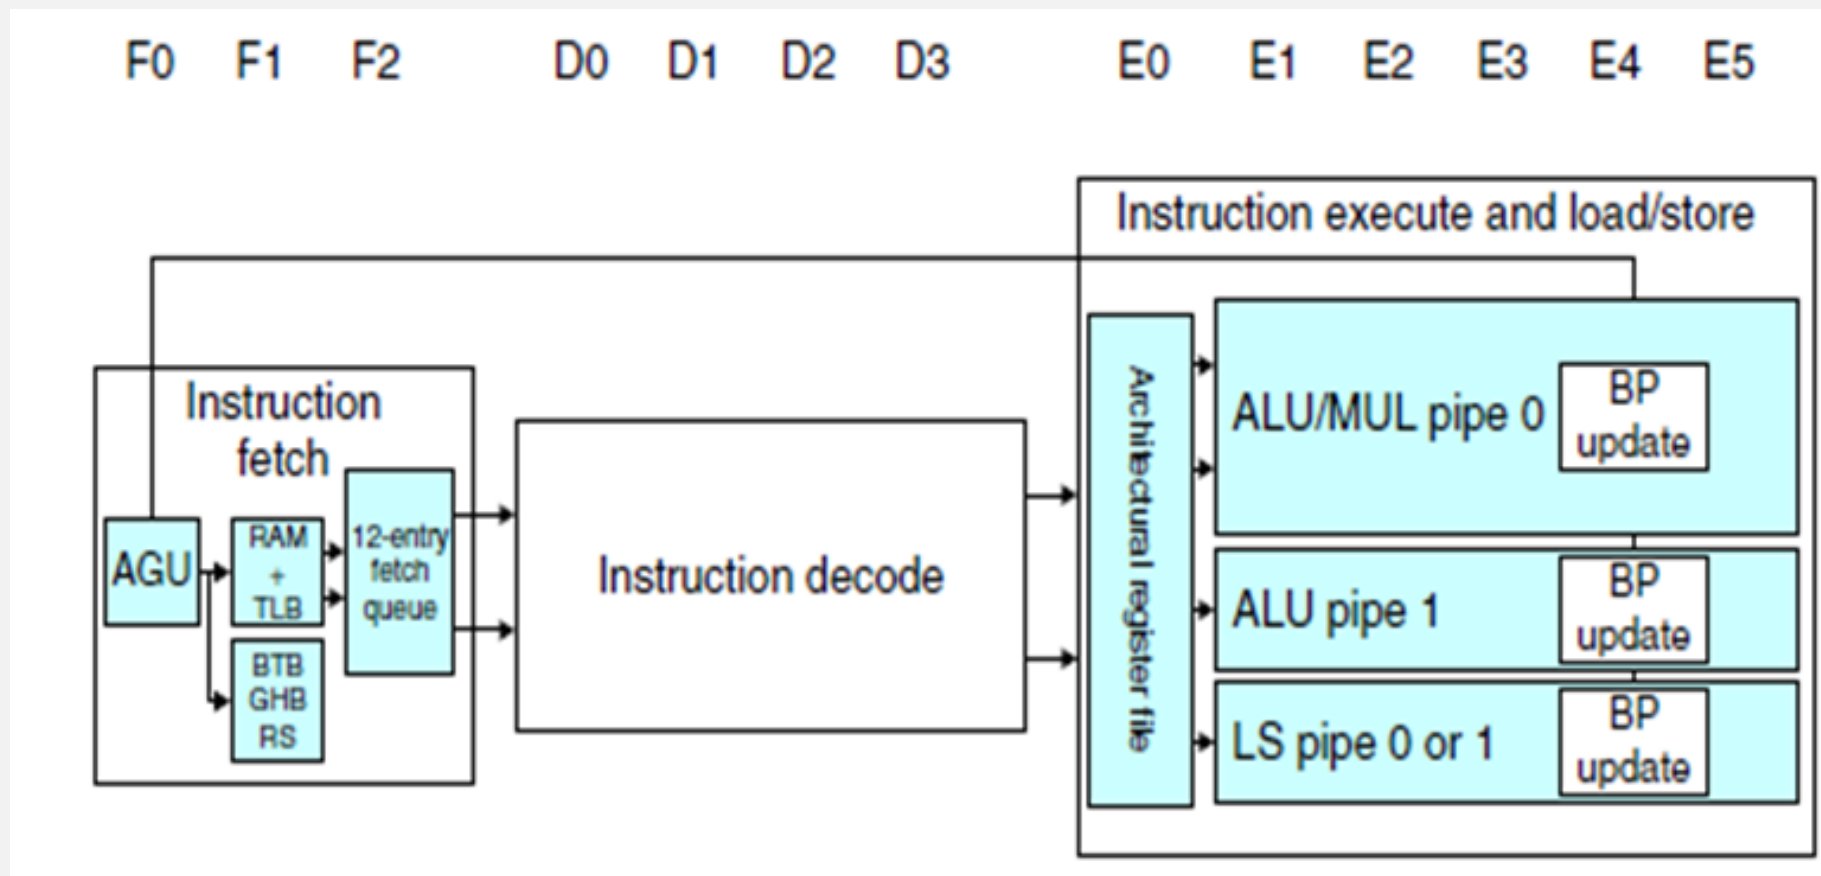 F0 F1 F2 D0 D1 D2 D3 E0 E1 E2 E3 E4 E5
Instruction execute and load/store
Instruction
fetch
AGU
RAM
+
TLB
BTB
GHB
RS
12-entry
fetch
queue
Instruction decode
Architectural register file
ALU/MUL pipe 0
BP
update
ALU pipe 1
BP
update
LS pipe 0 or 1
BP
update